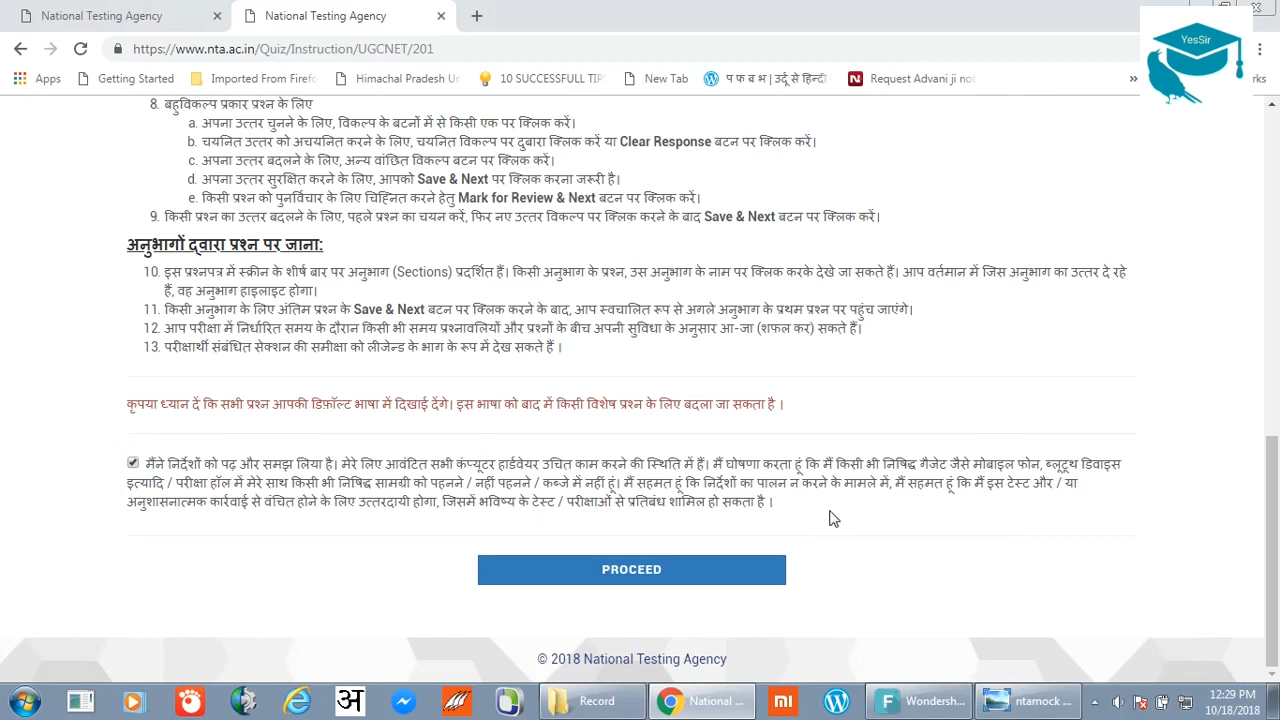 National Testing Agency
National Testing Agency
https://www.nta.ac.in/Quiz/Instruction/UGCNET/201
YesSir
Apps
Getting Started
Imported From Firef
Himachal Pradesh Un
10 SUCCESSFULL TIP
New Tab
प फ ब भ | उर्दू से हिन्दी
Request Advani ji not
»
rks
8. बहुविकल्प प्रकार प्रश्न के लिए
a. अपना उत्तर चुनने के लिए, विकल्प के बटनों में से किसी एक पर क्लिक करें।
b. चयनित उत्तर को अचयनित करने के लिए, चयनित विकल्प पर दुबारा क्लिक करें या Clear Response बटन पर क्लिक करें।
c. अपना उत्तर बदलने के लिए, अन्य वांछित विकल्प बटन पर क्लिक करें।
d. अपना उत्तर सुरक्षित करने के लिए, आपको Save & Next पर क्लिक करना जरूरी है।
e. किसी प्रश्न को पुनर्विचार के लिए चिह्नित करने हेतु Mark for Review & Next बटन पर क्लिक करें।
9. किसी प्रश्न का उत्तर बदलने के लिए, पहले प्रश्न का चयन करें, फिर नए उत्तर विकल्प पर क्लिक करने के बाद Save & Next बटन पर क्लिक करें।
अनुभागों द्वारा प्रश्न पर जाना:
10. इस प्रश्नपत्र में स्क्रीन के शीर्ष बार पर अनुभाग (Sections) प्रदर्शित हैं। किसी अनुभाग के प्रश्न, उस अनुभाग के नाम पर क्लिक करके देखे जा सकते हैं। आप वर्तमान में जिस अनुभाग का उत्तर दे रहे
हैं, वह अनुभाग हाइलाइट होगा।
11. किसी अनुभाग के लिए अंतिम प्रश्न के Save & Next बटन पर क्लिक करने के बाद, आप स्वचालित रूप से अगले अनुभाग के प्रथम प्रश्न पर पहुंच जाएंगे।
12. आप परीक्षा में निर्धारित समय के दौरान किसी भी समय प्रश्नावलियों और प्रश्नों के बीच अपनी सुविधा के अनुसार आ-जा (शफल कर) सकते हैं।
13. परीक्षार्थी संबंधित सेक्शन की समीक्षा को लीजेन्ड के भाग के रूप में देख सकते हैं ।
कृपया ध्यान दें कि सभी प्रश्न आपकी डिफ़ॉल्ट भाषा में दिखाई देंगे। इस भाषा को बाद में किसी विशेष प्रश्न के लिए बदला जा सकता है ।
मैंने निर्देशों को पढ़ और समझ लिया है। मेरे लिए आवंटित सभी कंप्यूटर हार्डवेयर उचित काम करने की स्थिति में हैं। मैं घोषणा करता हूं कि मैं किसी भी निषिद्ध गैजेट जैसे मोबाइल फोन, ब्लूटूथ डिवाइस
इत्यादि / परीक्षा हॉल में मेरे साथ किसी भी निषिद्ध सामग्री को पहनने / नहीं पहनने / कब्जे में नहीं हूं। मैं सहमत हूं कि निर्देशों का पालन न करने के मामले में, मैं सहमत हूं कि मैं इस टेस्ट और / या
अनुशासनात्मक कार्रवाई से वंचित होने के लिए उत्तरदायी होगा, जिसमें भविष्य के टेस्ट / परीक्षाओं से प्रतिबंध शामिल हो सकता है ।
PROCEED
© 2018 National Testing Agency
अ
Record
National ...
Wondersh...
ntamock ...
12:29 PM
10/18/2018